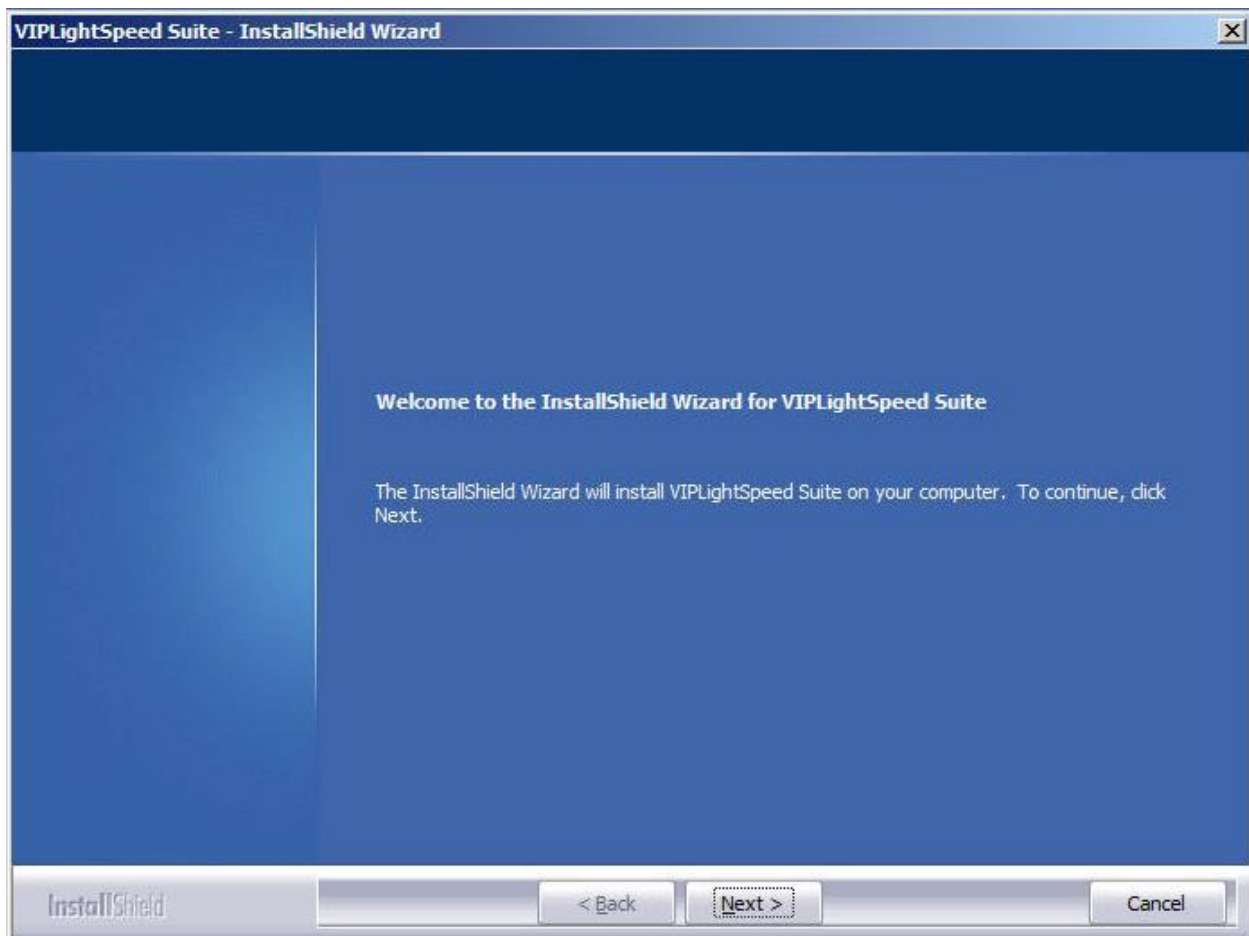 VIPLightSpeed Suite - InstallShield Wizard
Welcome to the InstallShield Wizard for VIPLightSpeed Suite
The InstallShield Wizard will install VIPLightSpeed Suite on your computer.  To continue, click
Next.
InstallShield
< Back
Next >
Cancel